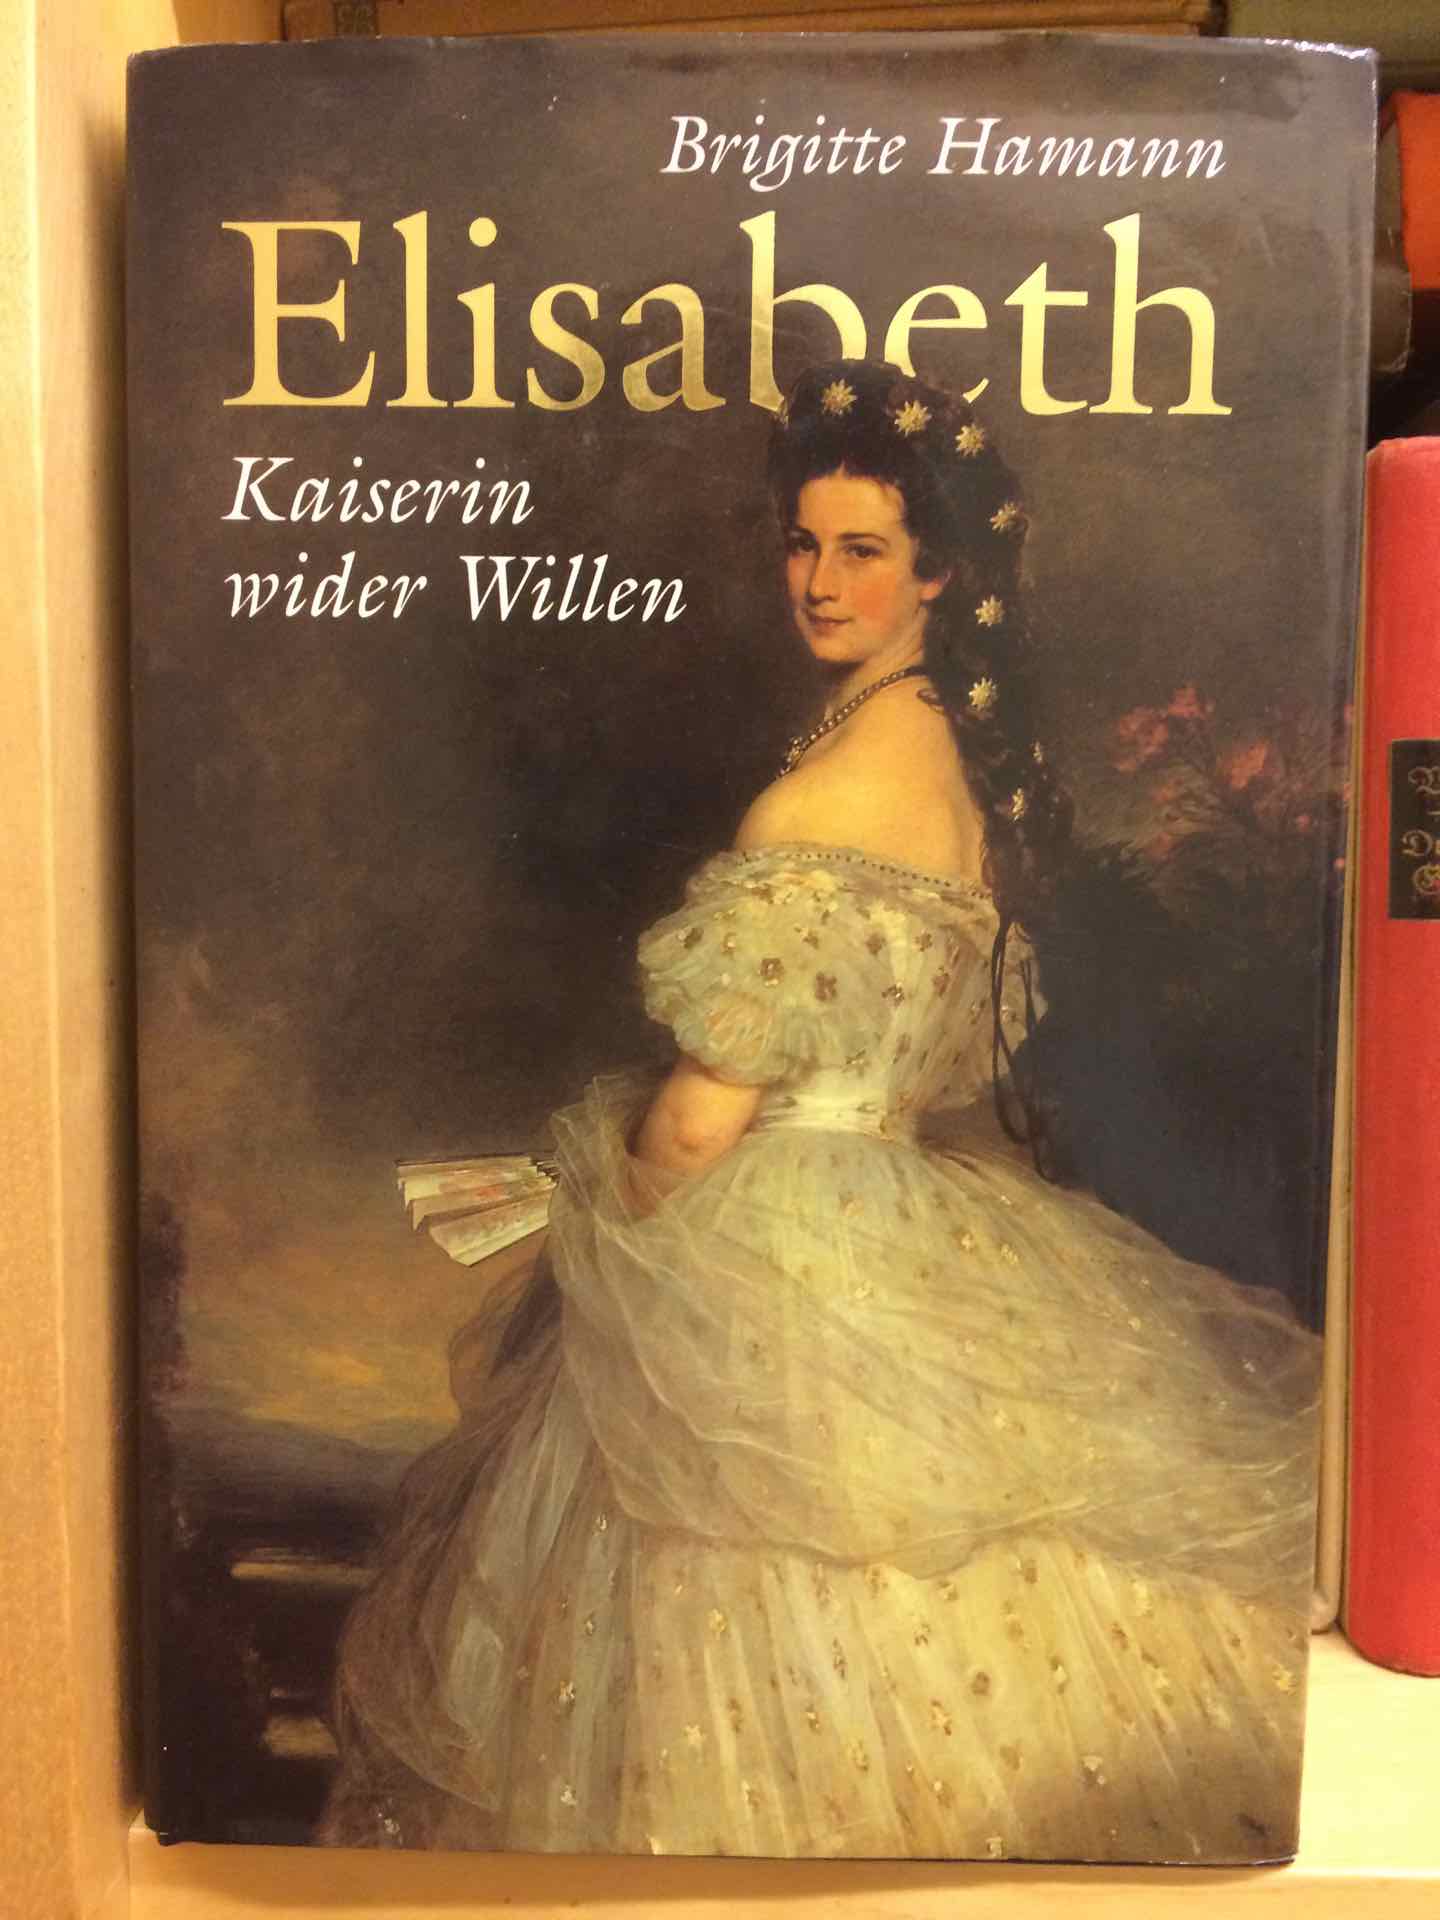 Brigitte Hamann
Elisabeth
Kaiserin
wider Willen